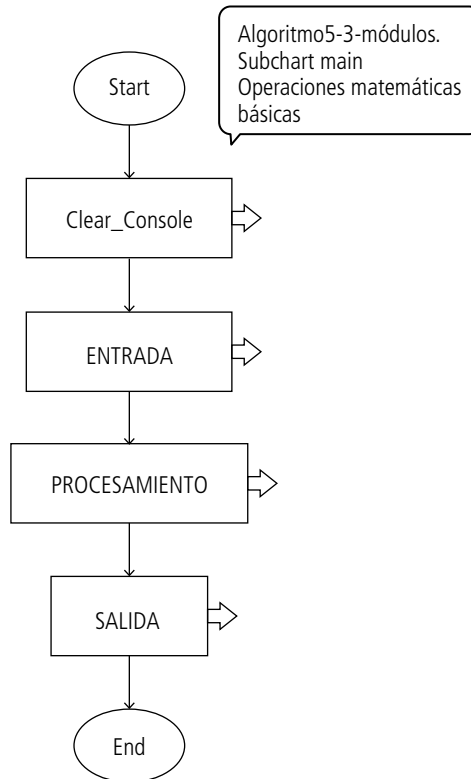 Algoritmo5-3-módulos.
Subchart main
Operaciones matemáticas
básicas
Start
Clear_Console
ENTRADA
PROCESAMIENTO
SALIDA
End